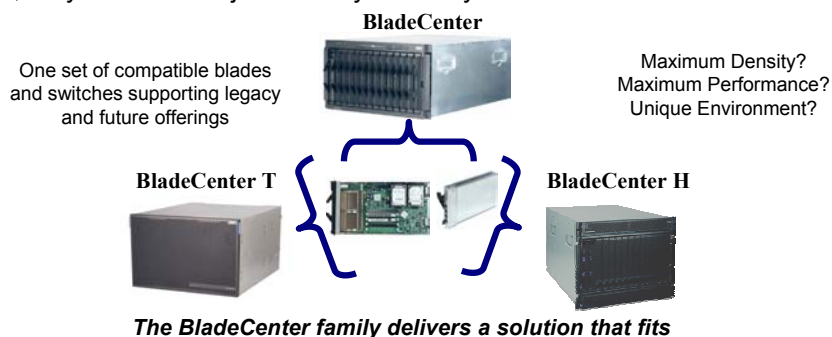 BladeCenter
One set of compatible blades
and switches supporting legacy
and future offerings
Maximum Density?
Maximum Performance?
Unique Environment?
BladeCenter T
BladeCenter H
The BladeCenter family delivers a solution that fits